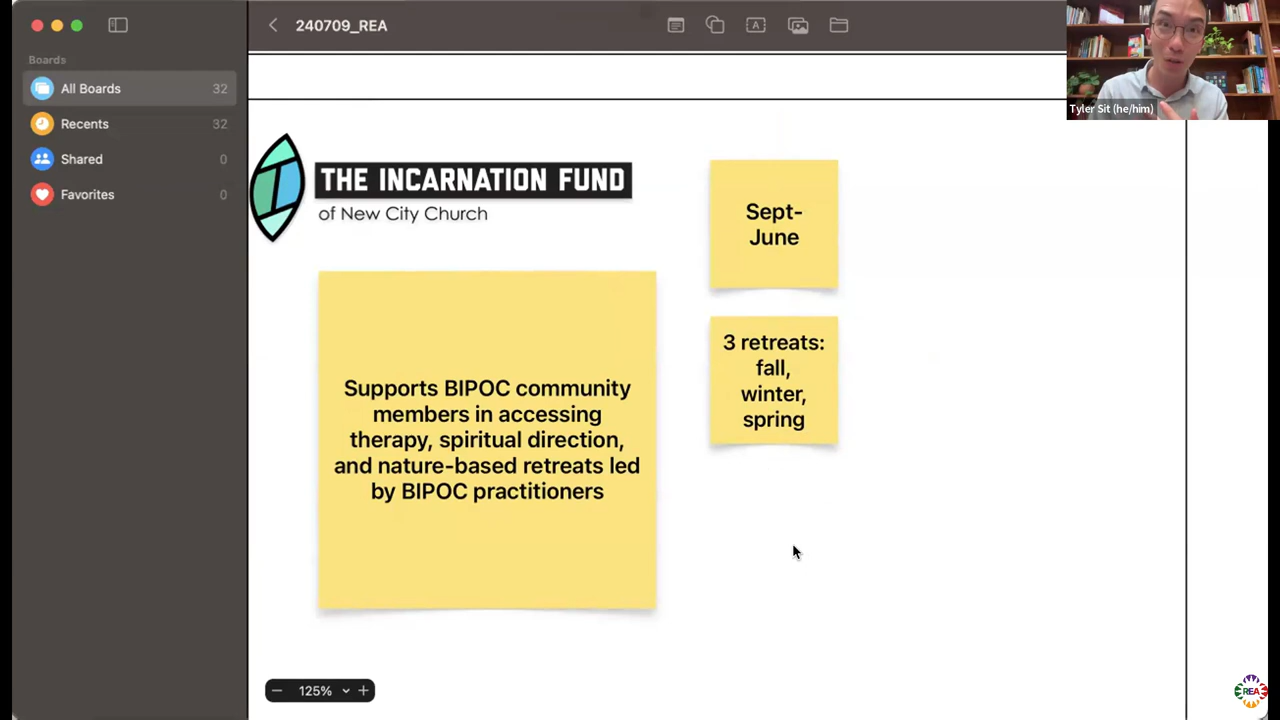 240709_REA
Boards
All Boards 32
Recents 32
Shared 0
Favorites 0
Tyler Sit (he/him)
THE INCARNATION FUND
of New City Church
Sept-
June
3 retreats:
fall,
winter,
spring
Supports BIPOC community
members in accessing
therapy, spiritual direction,
and nature-based retreats led
by BIPOC practitioners
125%
REA